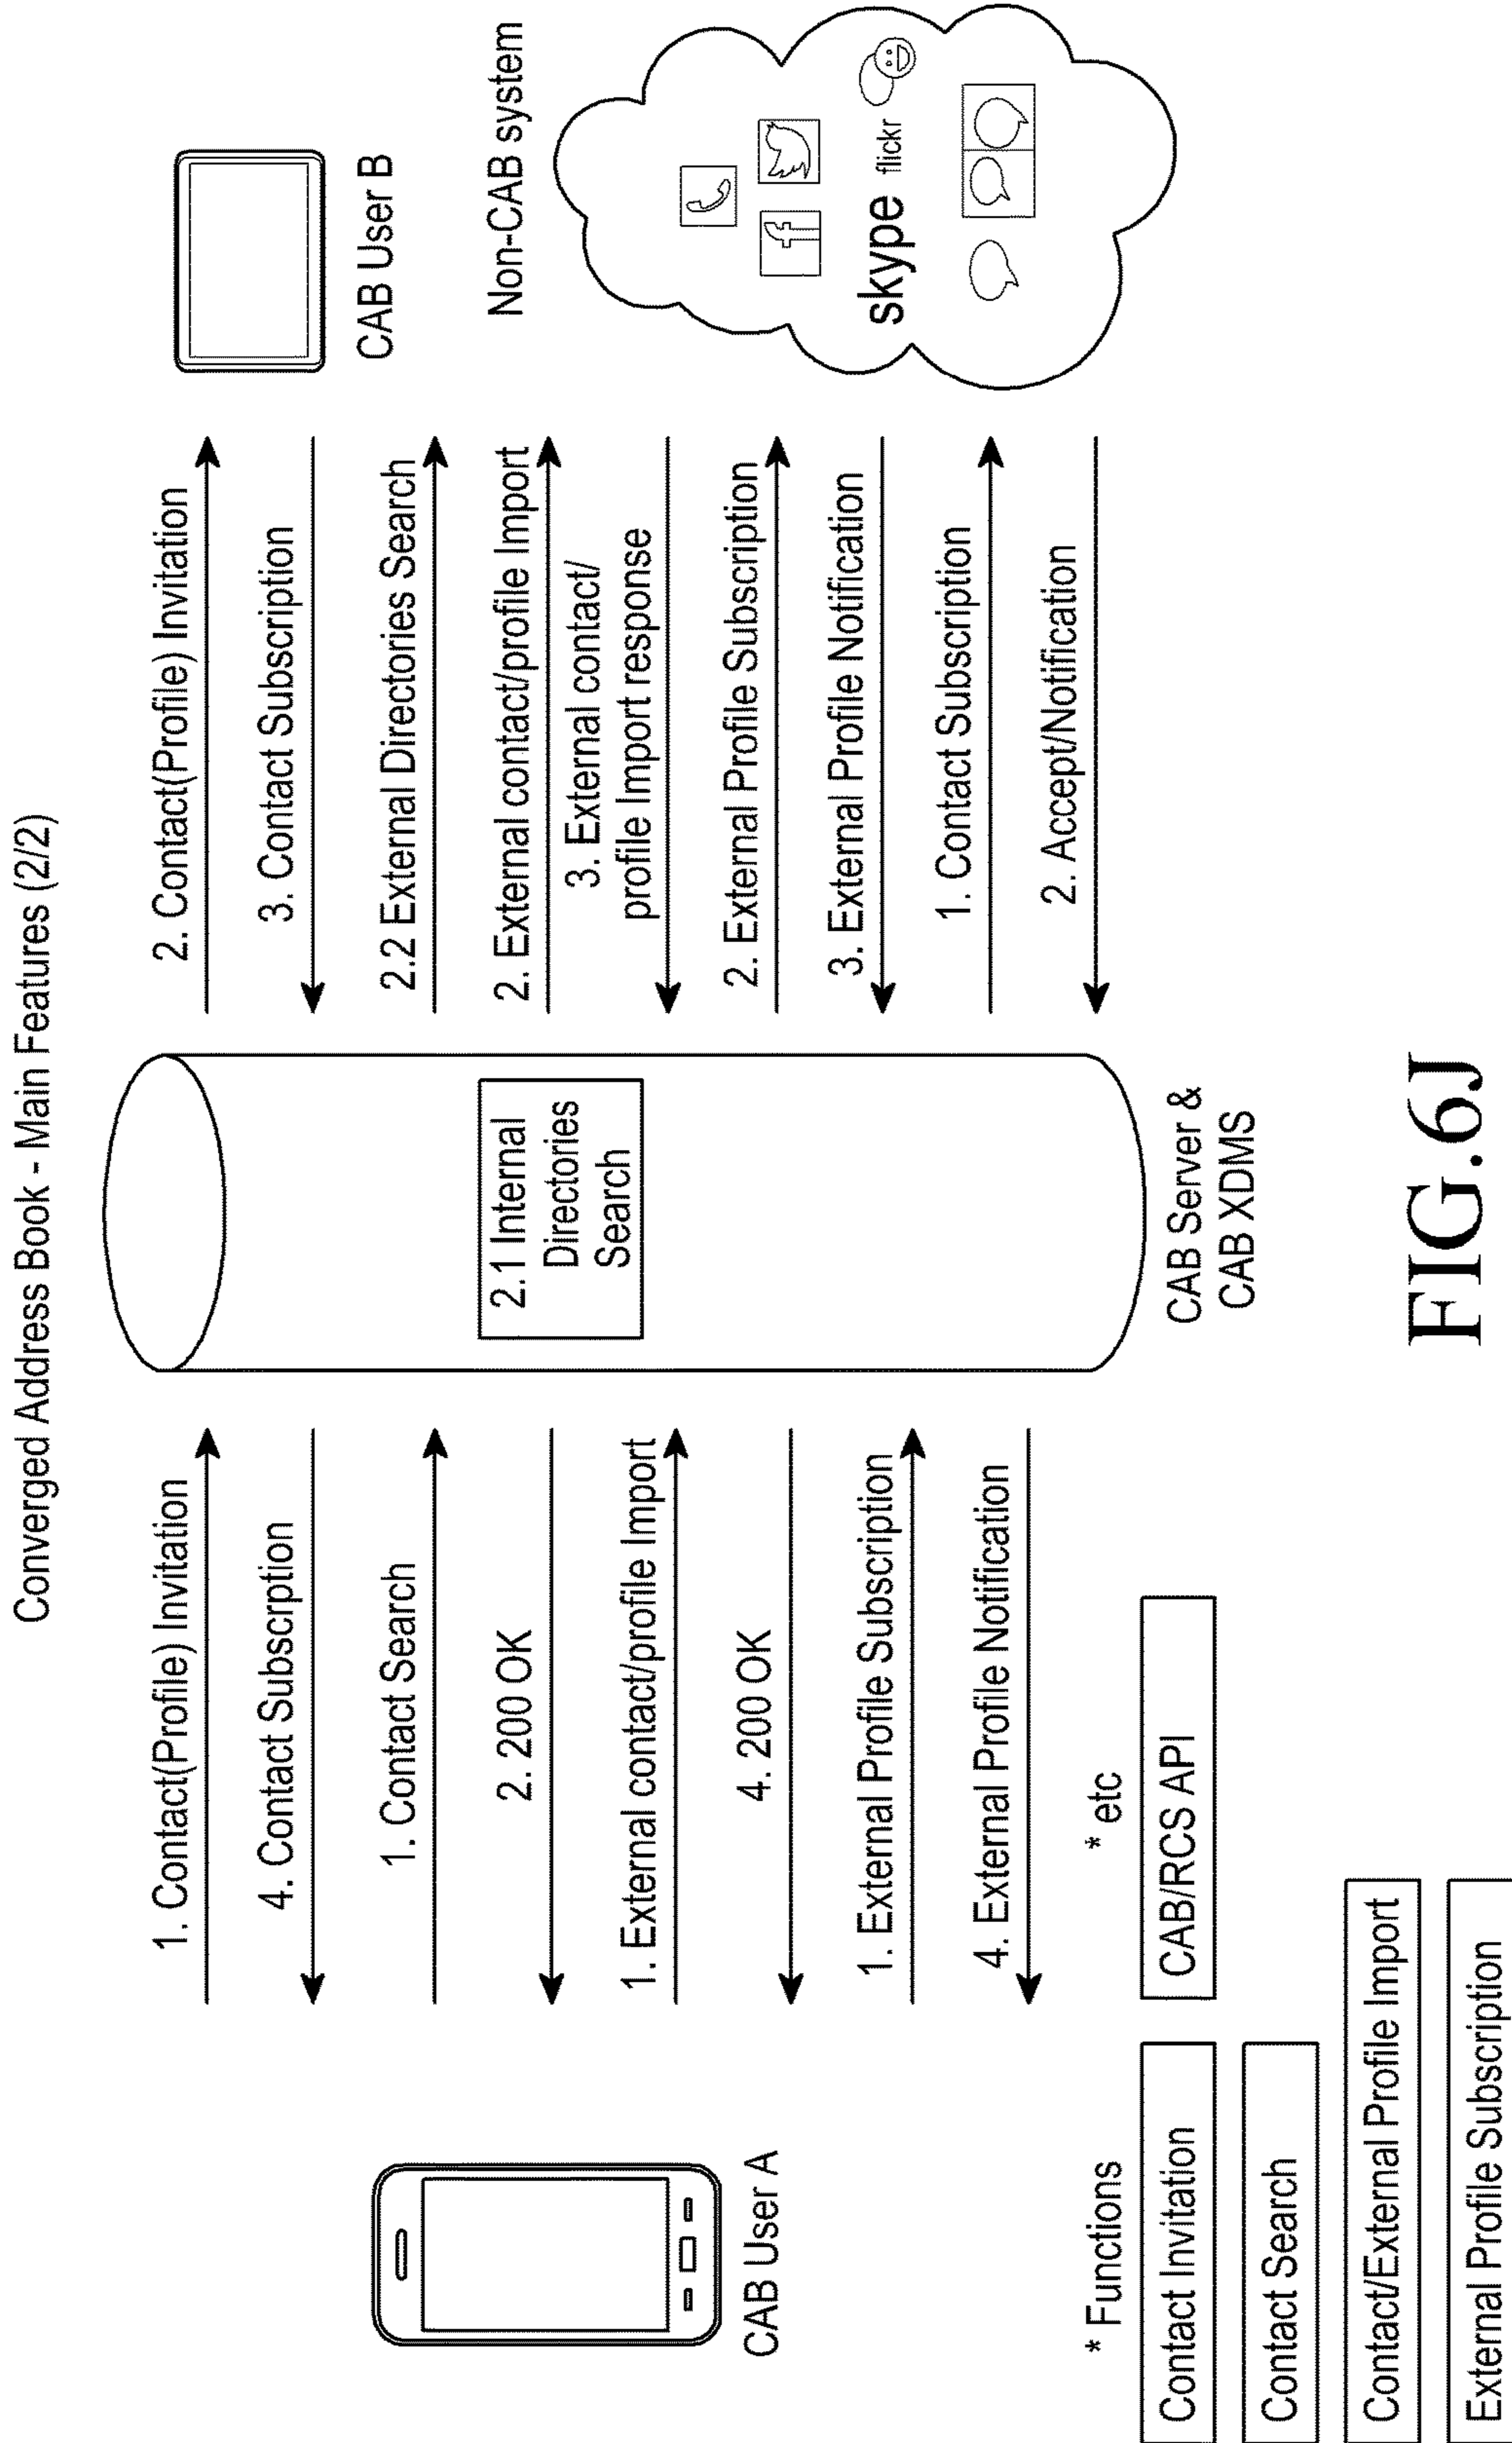 Converged Address Book - Main Features (2/2)
CAB User A
1. Contact(Profile) Invitation
4. Contact Subscrption
1. Contact Search
2. 200 OK
1. External contact/profile Import
4. 200 OK
1. External Profile Subscription
4. External Profile Notification
2.1 Internal
Directories
Search
CAB Server &
CAB XDMS
2. Contact(Profile) Invitation
3. Contact Subscription
2.2 External Directories Search
2. External contact/profile Import
3. External contact/
profile Import response
2. External Profile Subscription
3. External Profile Notification
1. Contact Subscription
2. Accept/Notification
CAB User B
Non-CAB system
f
skype
flickr
* Functions
Contact Invitation
Contact Search
Contact/External Profile Import
External Profile Subscription
* etc
CAB/RCS API
FIG.6J